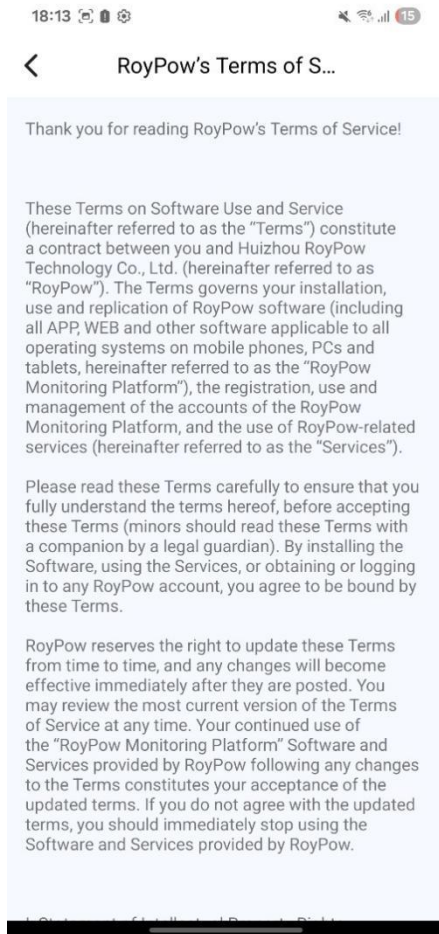 18:13
15
RoyPow's Terms of S...
Thank you for reading RoyPow's Terms of Service!
These Terms on Software Use and Service
(hereinafter referred to as the "Terms") constitute
a contract between you and Huizhou RoyPow
Technology Co., Ltd. (hereinafter referred to as
"RoyPow"). The Terms governs your installation,
use and replication of RoyPow software (including
all APP, WEB and other software applicable to all
operating systems on mobile phones, PCs and
tablets, hereinafter referred to as the “RoyPow
Monitoring Platform“), the registration, use and
management of the accounts of the RoyPow
Monitoring Platform, and the use of RoyPow-related
services (hereinafter referred to as the "Services").
Please read these Terms carefully to ensure that you
fully understand the terms hereof, before accepting
these Terms (minors should read these Terms with
a companion by a legal guardian). By installing the
Software, using the Services, or obtaining or logging
in to any RoyPow account, you agree to be bound by
these Terms.
RoyPow reserves the right to update these Terms
from time to time, and any changes will become
effective immediately after they are posted. You
may review the most current version of the Terms
of Service at any time. Your continued use of
the "RoyPow Monitoring Platform" Software and
Services provided by RoyPow following any changes
to the Terms constitutes your acceptance of the
updated terms. If you do not agree with the updated
terms, you should immediately stop using the
Software and Services provided by RoyPow.